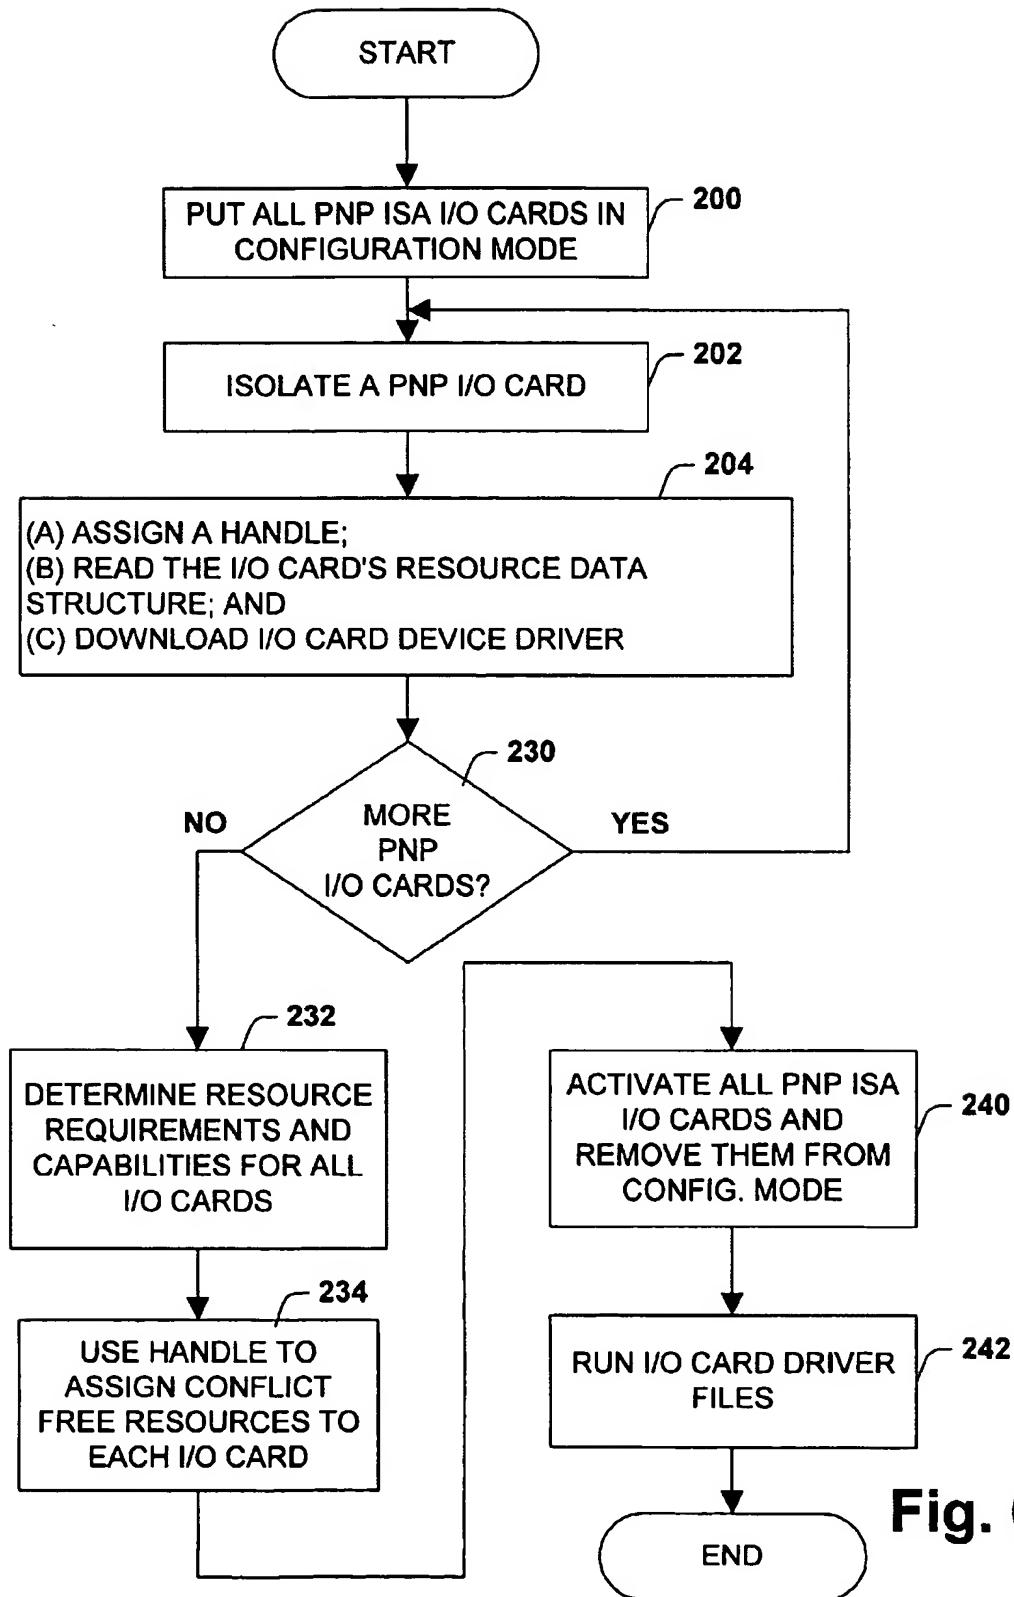 START
PUT ALL PNP ISA I/O CARDS IN
CONFIGURATION MODE
200
ISOLATE A PNP I/O CARD
202
204
(A) ASSIGN A HANDLE;
(B) READ THE I/O CARD'S RESOURCE DATA
STRUCTURE; AND
(C) DOWNLOAD I/O CARD DEVICE DRIVER
230
MORE
PNP
I/O CARDS?
NO
YES
232
DETERMINE RESOURCE
REQUIREMENTS AND
CAPABILITIES FOR ALL
I/O CARDS
234
USE HANDLE TO
ASSIGN CONFLICT
FREE RESOURCES TO
EACH I/O CARD
ACTIVATE ALL PNP ISA
I/O CARDS AND
REMOVE THEM FROM
CONFIG. MODE
240
RUN I/O CARD DRIVER
FILES
242
END
Fig.